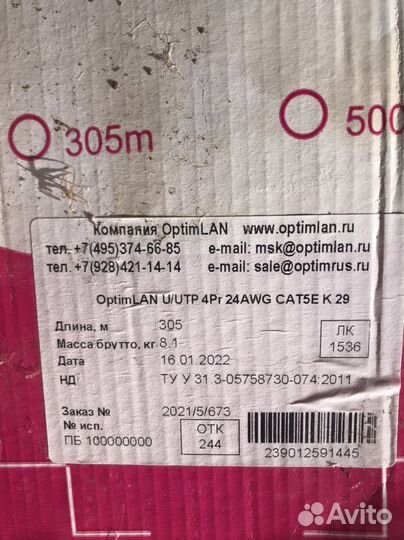 305m
500
Компания OptimLAN www.optimlan.ru
тел. +7(495)374-66-85 e-mail: msk@optimlan.ru
тел. +7(928)421-14-14 e-mail: sale@optimrus.ru
OptimLAN U/UTP 4Pr 24AWG CAT5E K 29
Длина, м 305
Масса брутто, кг 8.1
Дата 16.01.2022
ЛК
1536
НД ТУ У 31.3-05758730-074:2011
Заказ № 2021/5/673
№ исп.
ПБ 100000000
ОТК
244
239012591445
Avito